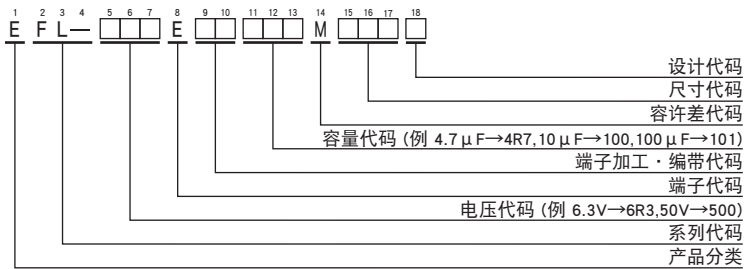 1 2 3 4 5 6 7 8 9 10 11 12 13 14 15 16 17 18
E F L— □□□ E □□ □□□ M □□□ □
设计代码
尺寸代码
容许差代码
容量代码 (例 4.7μF→4R7,10μF→100,100μF→101)
端子加工・编带代码
端子代码
电压代码 (例 6.3V→6R3,50V→500)
系列代码
产品分类